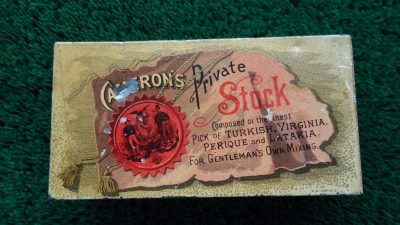 CAMERON'S
Private
Stock
Composed of the Finest
PICK OF TURKISH, VIRGINIA,
PERIQUE AND LATAKIA,
FOR GENTLEMAN'S OWN MIXING